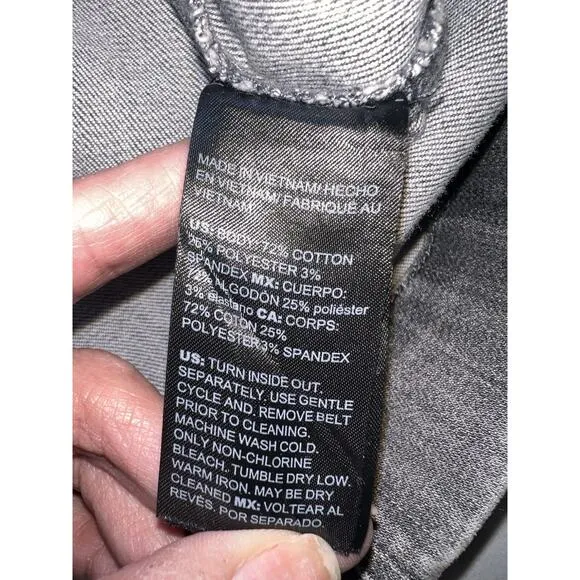 MADE IN VIETNAM/ HECHO
EN VIETNAM/ FABRIQUE AU
VIETNAM
US: BODY: 72% COTTON
25% POLYESTER 3%
SPANDEX MX: CUERPO:
72% ALGODÓN 25% poliéster
3% elastano CA: CORPS:
72% COTON 25%
POLYESTER 3% SPANDEX
US: TURN INSIDE OUT.
SEPARATELY. USE GENTLE
CYCLE AND. REMOVE BELT
PRIOR TO CLEANING.
MACHINE WASH COLD.
ONLY NON-CHLORINE
BLEACH. TUMBLE DRY LOW.
WARM IRON. MAY BE DRY
CLEANED MX: VOLTEAR AL
REVÉS. POR SEPARADO.